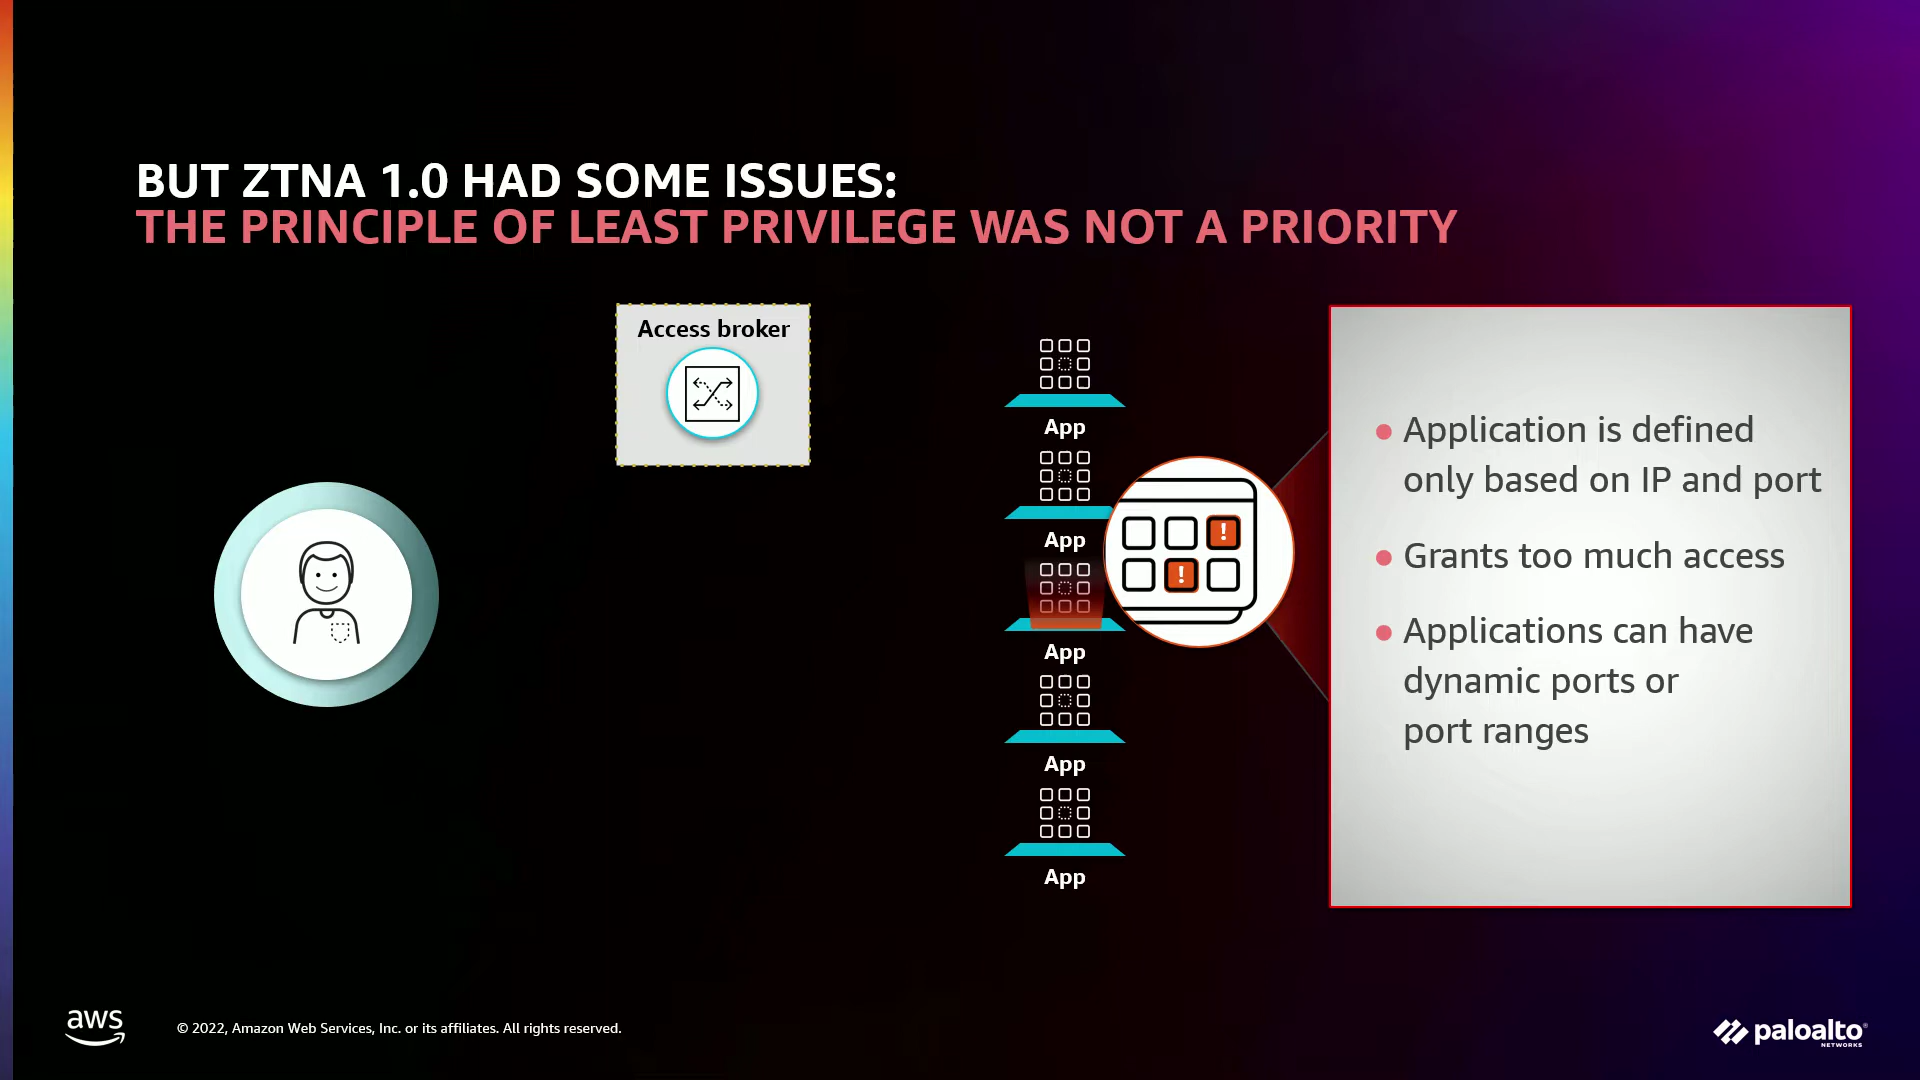 BUT ZTNA 1.0 HAD SOME ISSUES:
THE PRINCIPLE OF LEAST PRIVILEGE WAS NOT A PRIORITY
Access broker
App
App
App
App
App
! 
!
• Application is defined
only based on IP and port
• Grants too much access
• Applications can have
dynamic ports or
port ranges
aws
© 2022, Amazon Web Services, Inc. or its affiliates. All rights reserved.
paloalto®
NETWORKS